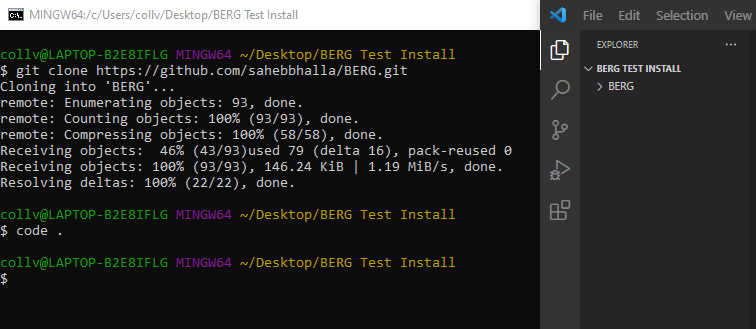 MINGW64:/c/Users/collv/Desktop/BERG Test Install
collv@LAPTOP-B2E8IFLG MINGW64 ~/Desktop/BERG Test Install
$ git clone https://github.com/sahebbhalla/BERG.git
Cloning into 'BERG'...
remote: Enumerating objects: 93, done.
remote: Counting objects: 100% (93/93), done.
remote: Compressing objects: 100% (58/58), done.
Receiving objects:  46% (43/93)used 79 (delta 16), pack-reused 0
Receiving objects: 100% (93/93), 146.24 KiB | 1.19 MiB/s, done.
Resolving deltas: 100% (22/22), done.
collv@LAPTOP-B2E8IFLG MINGW64 ~/Desktop/BERG Test Install
$ code .
collv@LAPTOP-B2E8IFLG MINGW64 ~/Desktop/BERG Test Install
$
File Edit Selection View
EXPLORER
BERG TEST INSTALL
BERG